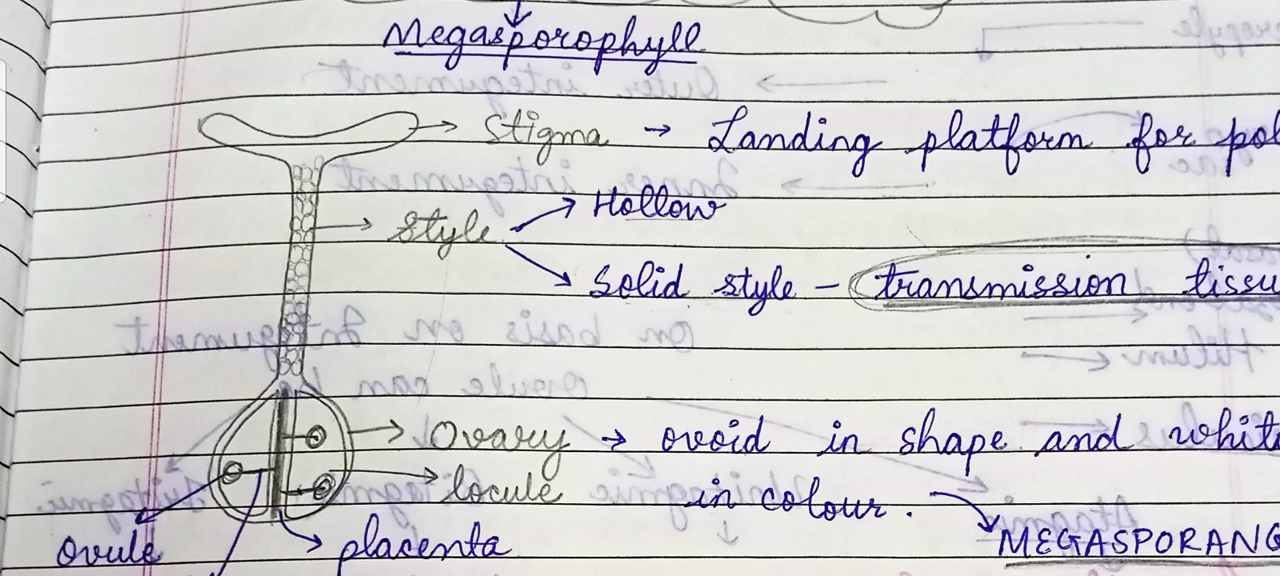 Megasporophyll
Stigma → Landing platform for pol
Style
Hollow
Solid style - transmission tissu
Ovary → ovoid in shape and whit
locule in colour.
ovule
placenta
MEGASPORANG